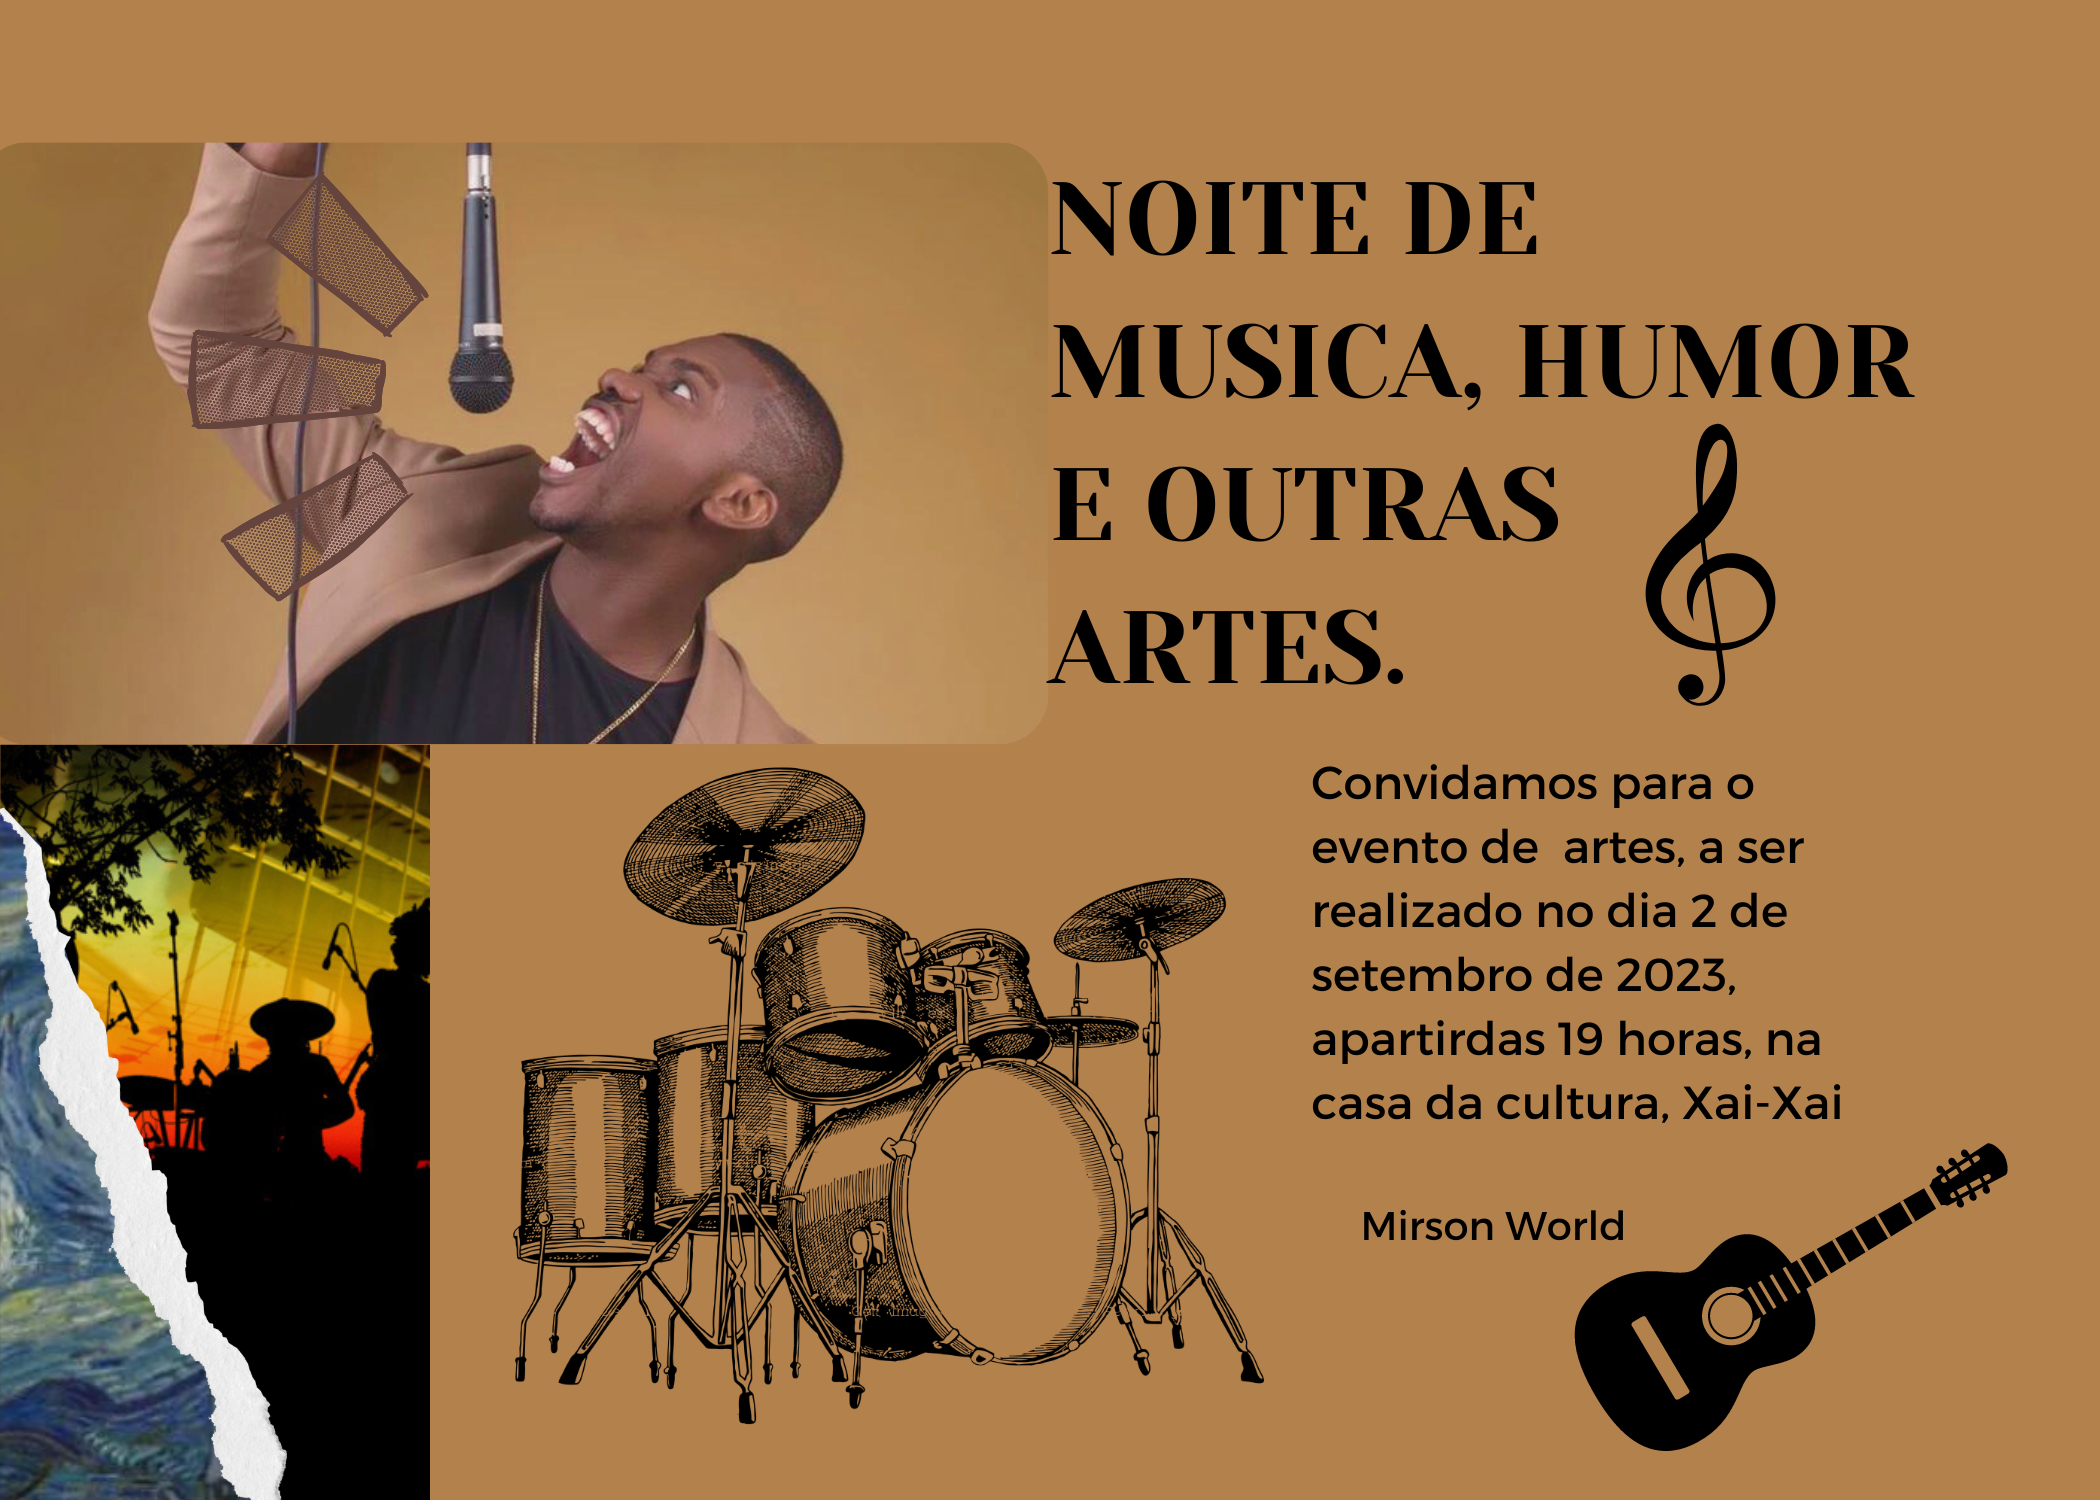 NOITE DE
MUSICA, HUMOR
E OUTRAS
ARTES.
Convidamos para o
evento de  artes, a ser
realizado no dia 2 de
setembro de 2023,
apartirdas 19 horas, na
casa da cultura, Xai-Xai
Mirson World